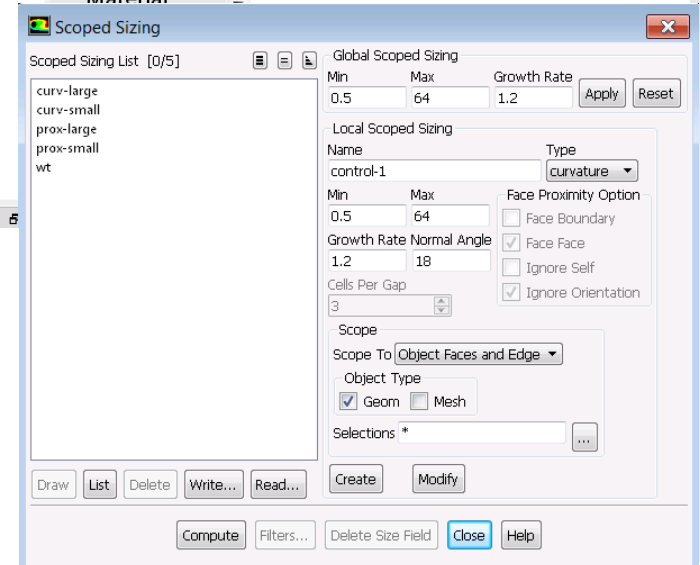 Material
Scoped Sizing
Scoped Sizing List [0/5]
curv-large
curv-small
prox-large
prox-small
wt
Draw List Delete Write... Read...
Global Scoped Sizing
Min Max Growth Rate
0.5 64 1.2 Apply Reset
Local Scoped Sizing
Name Type
control-1 curvature
Min Max Face Proximity Option
0.5 64 Face Boundary
Growth Rate Normal Angle Face Face
1.2 18 Ignore Self
Cells Per Gap Ignore Orientation
3
Scope
Scope To Object Faces and Edge
Object Type
Geom Mesh
Selections * ...
Create Modify
Compute Filters... Delete Size Field Close Help